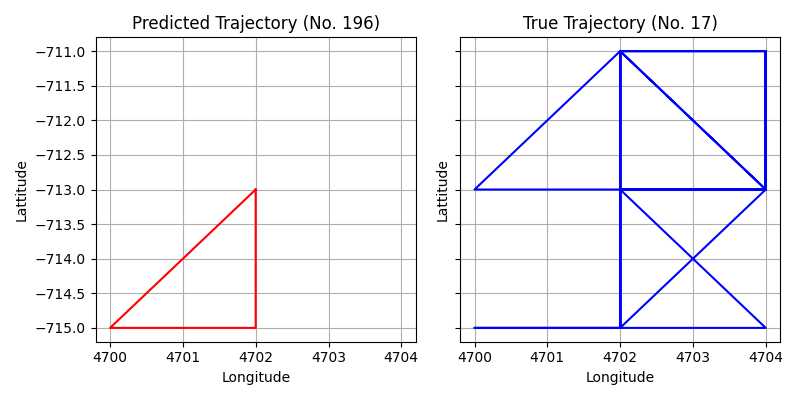 Predicted Trajectory (No. 196)
True Trajectory (No. 17)
−711.0
−711.5
−712.0
−712.5
−713.0
−713.5
−714.0
−714.5
−715.0
Lattitude
Lattitude
4700 4701 4702 4703 4704
4700 4701 4702 4703 4704
Longitude
Longitude